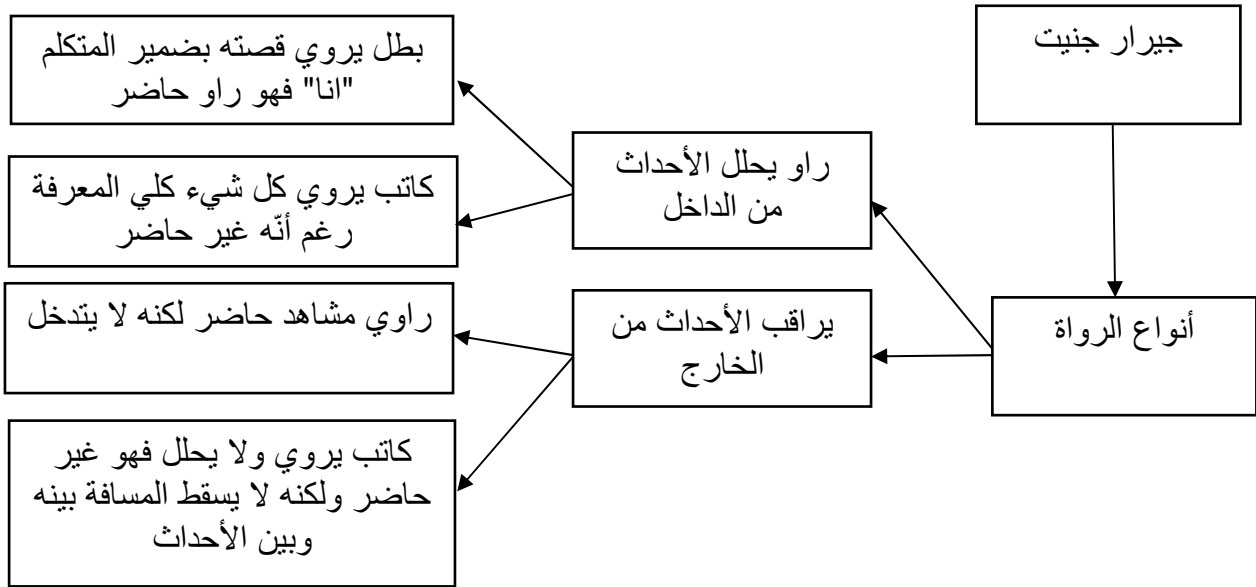 جيرار جنيت
أنواع الرواة
راو يحلل الأحداث
من الداخل
بطل يروي قصته بضمير المتكلم
"انا" فهو راو حاضر
كاتب يروي كل شيء كلي المعرفة
رغم أنّه غير حاضر
يراقب الأحداث من
الخارج
راوي مشاهد حاضر لكنه لا يتدخل
كاتب يروي ولا يحلل فهو غير
حاضر ولكنه لا يسقط المسافة بينه
وبين الأحداث